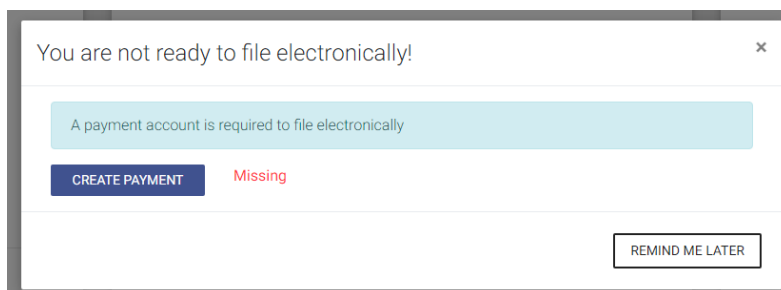 You are not ready to file electronically!
×
A payment account is required to file electronically
CREATE PAYMENT
Missing
REMIND ME LATER